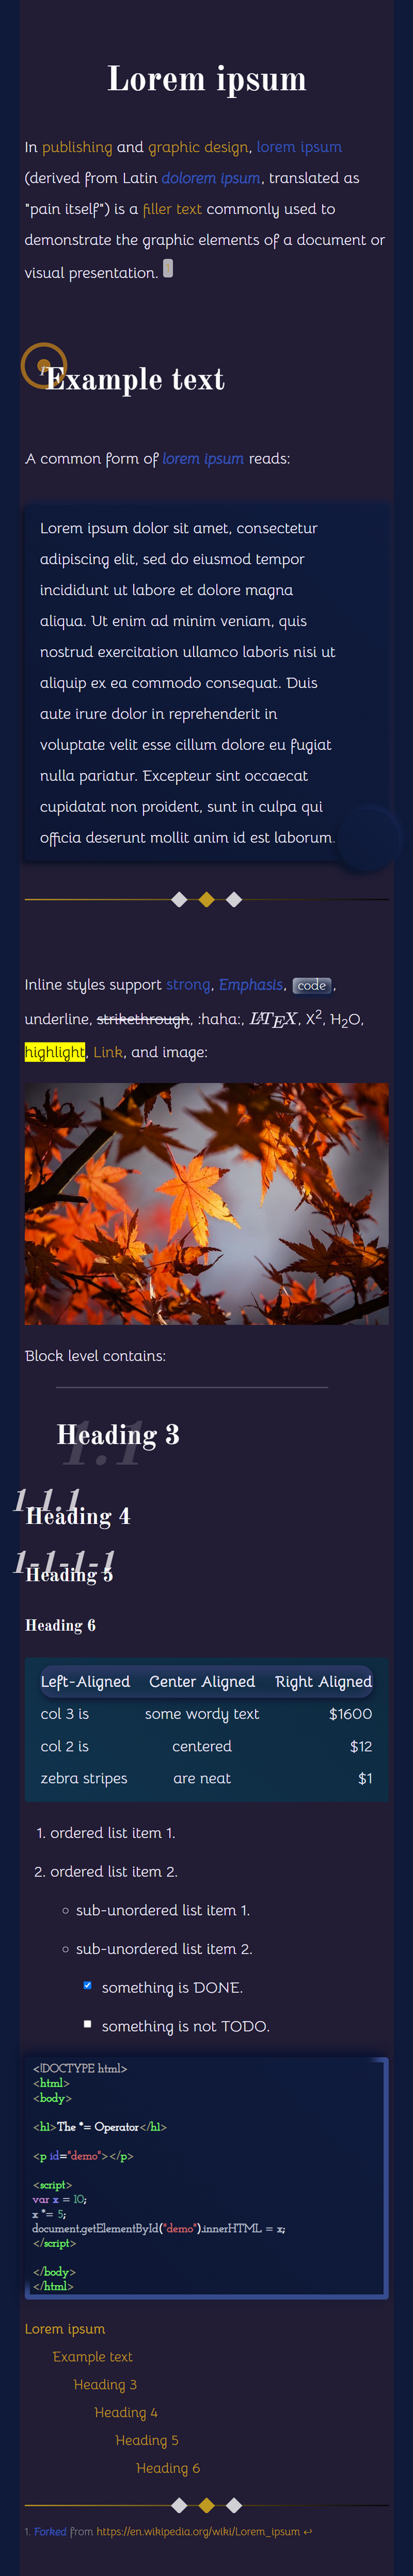 Lorem ipsum
In publishing and graphic design, lorem ipsum
(derived from Latin dolorem ipsum, translated as
"pain itself") is a filler text commonly used to
demonstrate the graphic elements of a document or
visual presentation.
Example text
A common form of lorem ipsum reads:
Lorem ipsum dolor sit amet, consectetur
adipiscing elit, sed do eiusmod tempor
incididunt ut labore et dolore magna
aliqua. Ut enim ad minim veniam, quis
nostrud exercitation ullamco laboris nisi ut
aliquip ex ea commodo consequat. Duis
aute irure dolor in reprehenderit in
voluptate velit esse cillum dolore eu fugiat
nulla pariatur. Excepteur sint occaecat
cupidatat non proident, sunt in culpa qui
officia deserunt mollit anim id est laborum.
Inline styles support strong, Emphasis, code,
underline, strikethrough, :haha:, LATEX, X2, H2O,
highlight, Link, and image:
Block level contains:
1.1
Heading 3
1.1.1
Heading 4
1-1-1-1
Heading 5
Heading 6
Left-Aligned Center Aligned Right Aligned
col 3 is some wordy text $1600
col 2 is centered $12
zebra stripes are neat $1
1. ordered list item 1.
2. ordered list item 2.
sub-unordered list item 1.
sub-unordered list item 2.
something is DONE.
something is not TODO.
<!DOCTYPE html>
<html>
<body>
<h1>The *= Operator</h1>
<p id="demo"></p>
<script>
var x = 10;
x *= 5;
document.getElementById("demo").innerHTML = x;
</script>
</body>
</html>
Lorem ipsum
Example text
Heading 3
Heading 4
Heading 5
Heading 6
1. Forked from https://en.wikipedia.org/wiki/Lorem_ipsum ↩